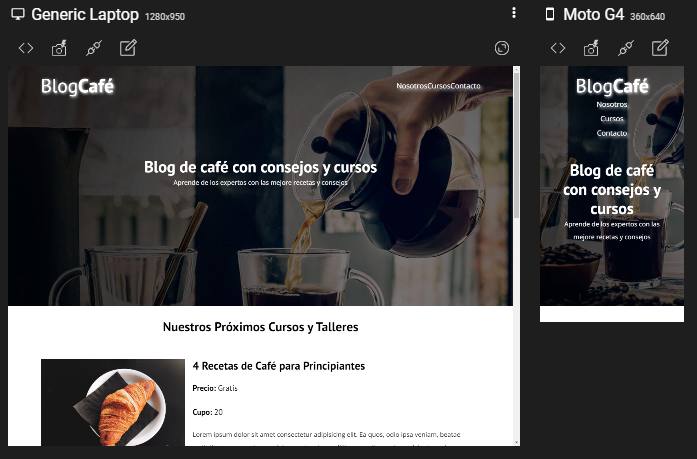 Generic Laptop 1280x950
Moto G4 360x640
BlogCafé
NosotrosCursosContacto
Blog de café con consejos y cursos
Aprende de los expertos con las mejore recetas y consejos
Nuestros Próximos Cursos y Talleres
4 Recetas de Café para Principiantes
Precio: Gratis
Cupo: 20
Lorem ipsum dolor sit amet consectetur adipisicing elit. Ea quos, odio ipsa veniam, beatae
BlogCafé
Nosotros
Cursos
Contacto
Blog de café
con consejos y
cursos
Aprende de los expertos con las
mejore recetas y consejos